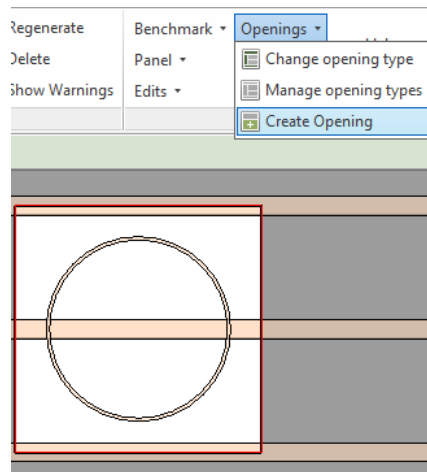 Regenerate
Delete
Show Warnings
Benchmark
Panel
Edits
Openings
Change opening type
Manage opening types
Create Opening